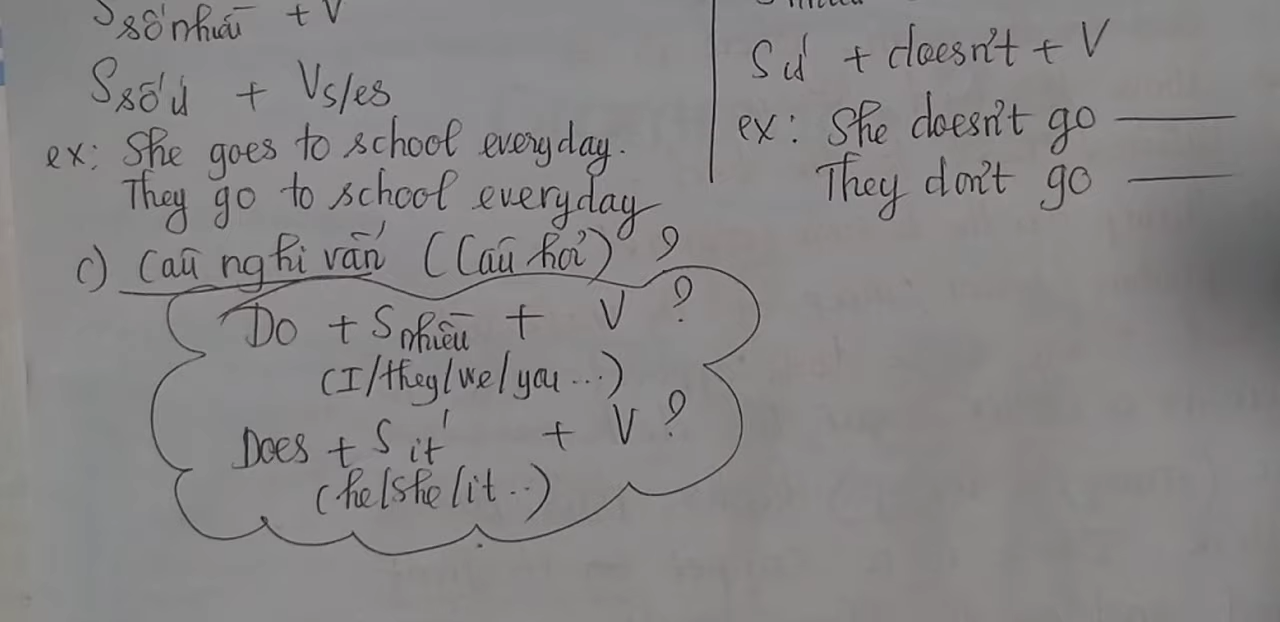 S số nhiều + V
S số ít + Vs/es
ex: She goes to school everyday.
They go to school everyday
S ít + doesn't + V
ex: She doesn't go
They don't go
c) Câu nghi vấn (Câu hỏi) ?
Do + S nhiều + V ?
(I/they/we/you ...)
Does + S ít + V ?
(he/she/it ..)